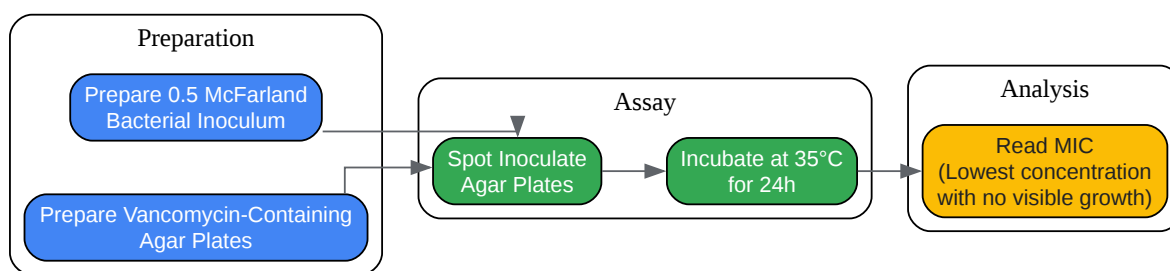 Preparation
Prepare 0.5 McFarland
Bacterial Inoculum
Prepare Vancomycin-Containing
Agar Plates
Assay
Spot Inoculate
Agar Plates
Incubate at 35°C
for 24h
Analysis
Read MIC
(Lowest concentration
with no visible growth)